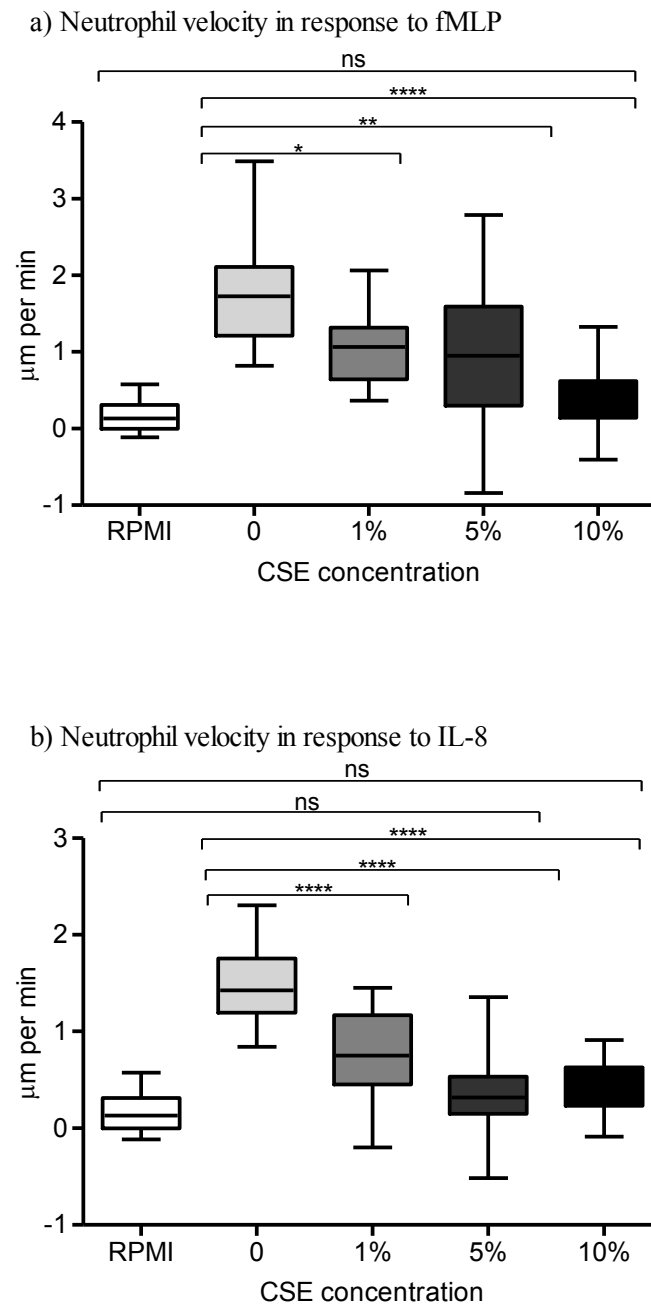 a) Neutrophil velocity in response to fMLP
ns
****
**
*
4
3
2
1
0
-1
µm per min
RPMI 0 1% 5% 10%
CSE concentration
b) Neutrophil velocity in response to IL-8
ns
ns
****
****
****
3
2
1
0
-1
µm per min
RPMI 0 1% 5% 10%
CSE concentration